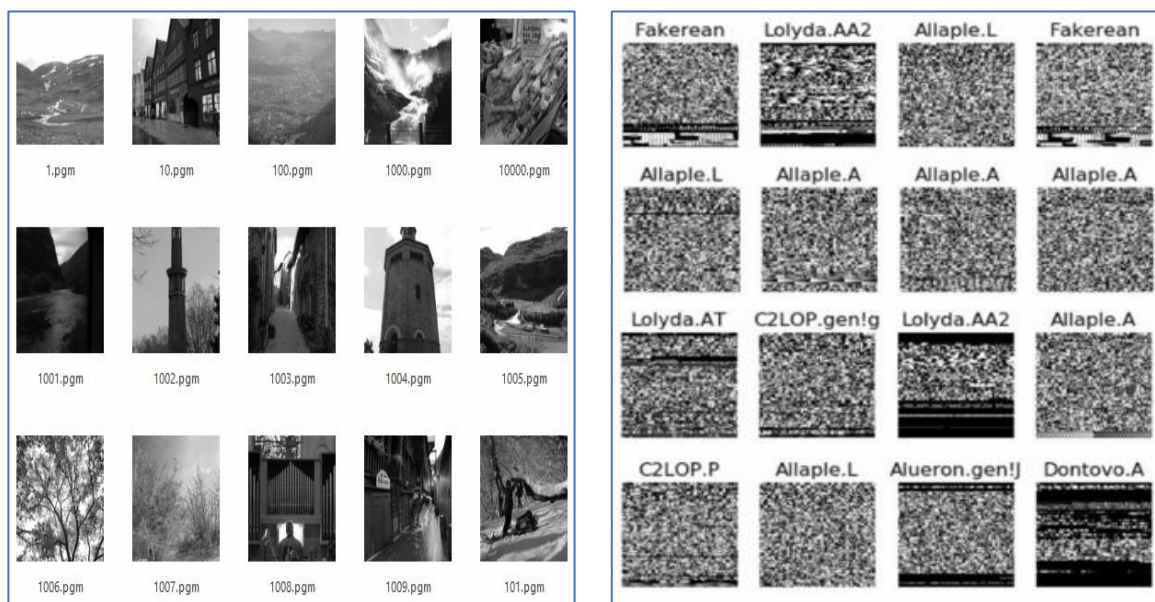 1.pgm 10.pgm 100.pgm 1000.pgm 10000.pgm
1001.pgm 1002.pgm 1003.pgm 1004.pgm 1005.pgm
1006.pgm 1007.pgm 1008.pgm 1009.pgm 101.pgm
Fakerean Lolyda.AA2 Allaple.L Fakerean
Allaple.L Allaple.A Allaple.A Allaple.A
Lolyda.AT C2LOP.gen!g Lolyda.AA2 Allaple.A
C2LOP.P Allaple.L Alueron.gen!J Dontovo.A